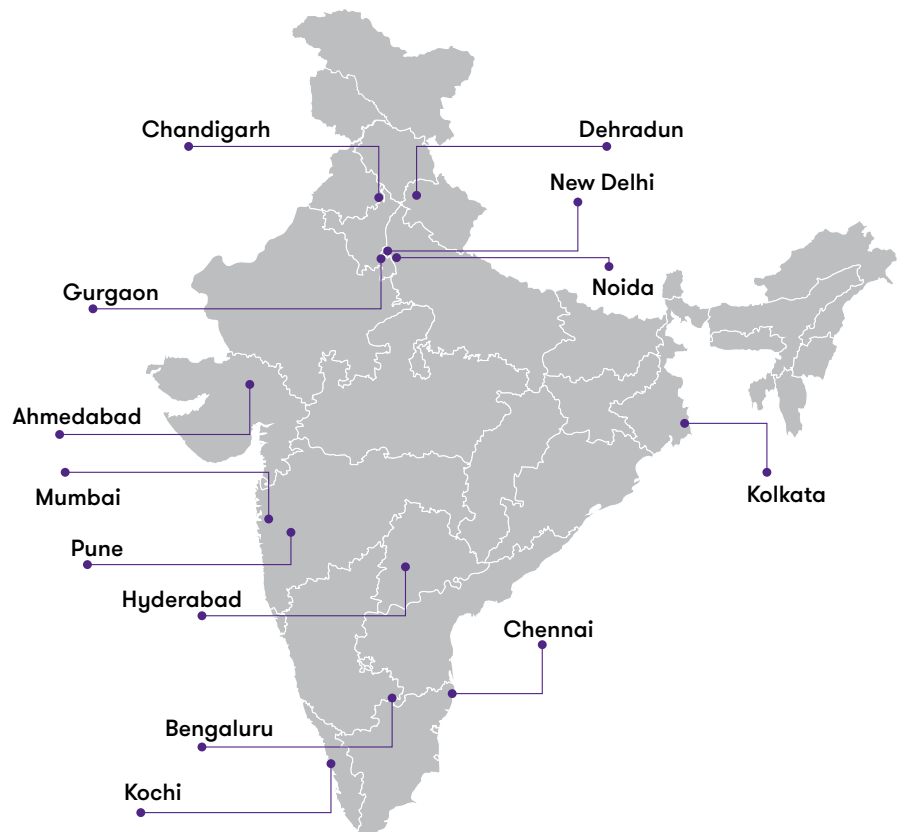 Chandigarh
Dehradun
New Delhi
Noida
Gurgaon
Ahmedabad
Mumbai
Kolkata
Pune
Hyderabad
Chennai
Bengaluru
Kochi